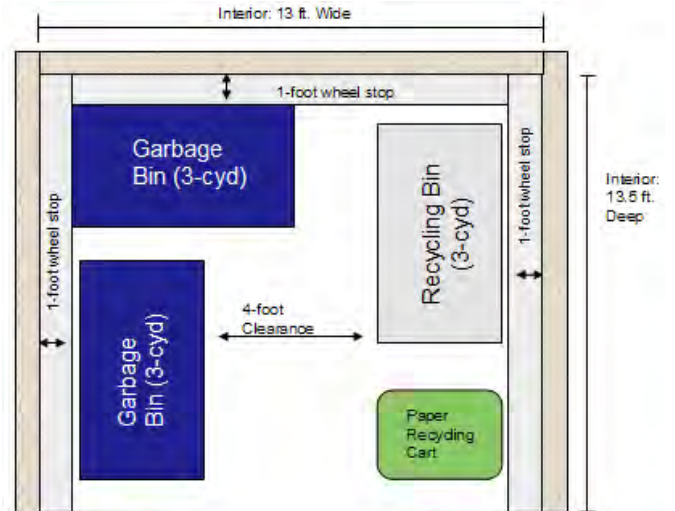 Interior: 13 ft. Wide
1-foot wheel stop
Garbage
Bin (3-cyd)
Recycling Bin
(3-cyd)
1-foot wheel stop
Interior:
13.5 ft.
Deep
1-foot wheel stop
Garbage
Bin (3-cyd)
4-foot
Clearance
Paper
Recycling
Cart